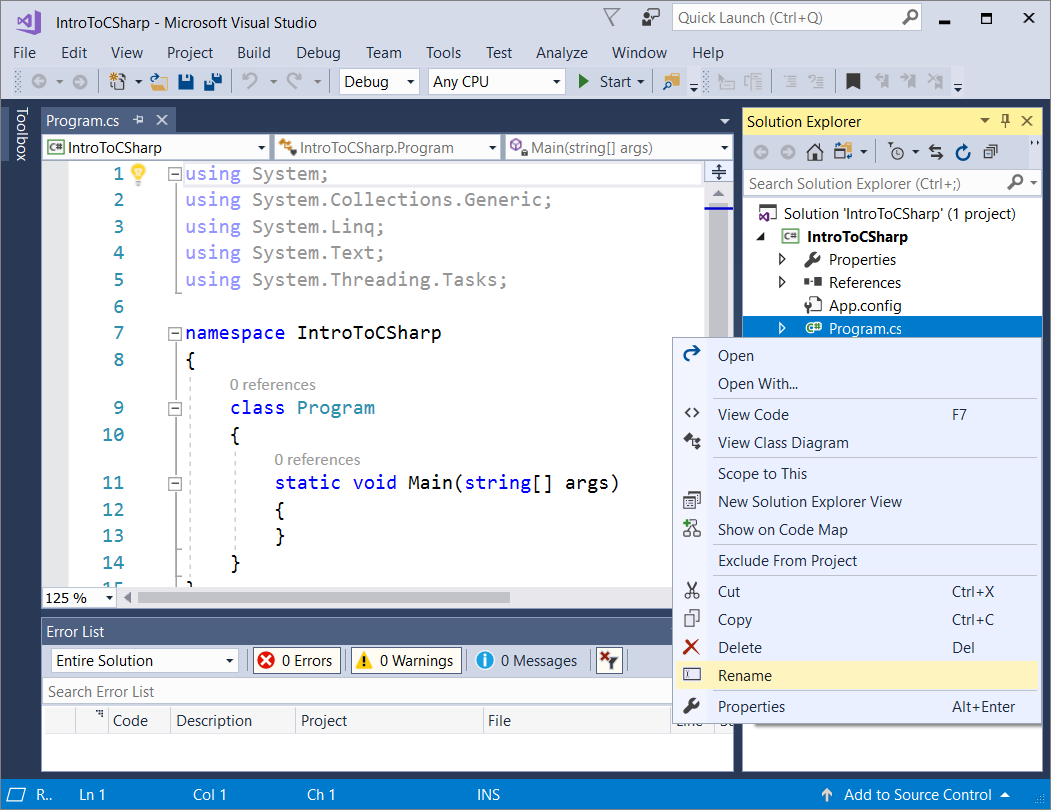 IntroToCSharp - Microsoft Visual Studio
Quick Launch (Ctrl+Q)
File Edit View Project Build Debug Team Tools Test Analyze Window Help
Debug Any CPU Start
Toolbox
Program.cs
IntroToCSharp IntroToCSharp.Program Main(string[] args)
1 using System;
2 using System.Collections.Generic;
3 using System.Linq;
4 using System.Text;
5 using System.Threading.Tasks;
6
7 namespace IntroToCSharp
8 {
0 references
9 class Program
10 {
0 references
11 static void Main(string[] args)
12 {
13 }
14 }
15 }
125 %
Solution Explorer
Search Solution Explorer (Ctrl+;)
Solution 'IntroToCSharp' (1 project)
C# IntroToCSharp
Properties
References
App.config
C# Program.cs
Open
Open With...
View Code F7
View Class Diagram
Scope to This
New Solution Explorer View
Show on Code Map
Exclude From Project
Cut Ctrl+X
Copy Ctrl+C
Delete Del
Rename
Properties Alt+Enter
Error List
Entire Solution 0 Errors 0 Warnings 0 Messages
Search Error List
Code Description Project File Line
R.. Ln 1 Col 1 Ch 1 INS Add to Source Control